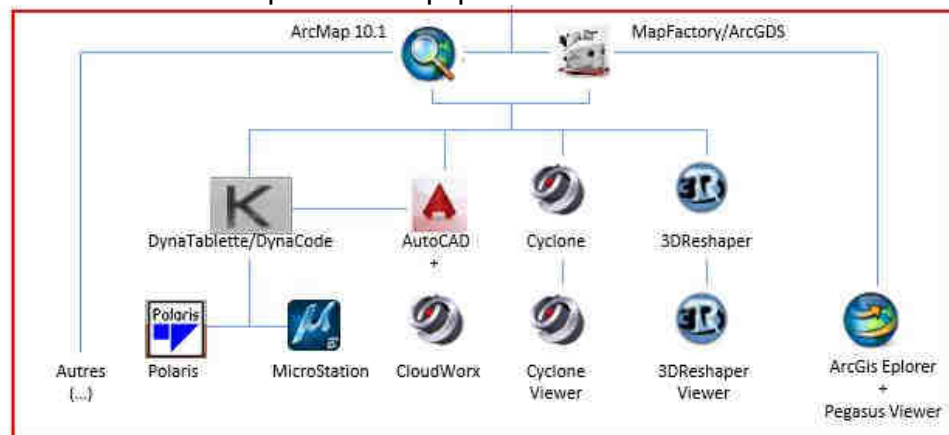 ArcMap 10.1
MapFactory/ArcGDS
K
DynaTablette/DynaCode
AutoCAD
+
Cyclone
3DReshaper
Polaris
Autres
(...)
Polaris
MicroStation
CloudWorx
Cyclone
Viewer
3DReshaper
Viewer
ArcGis Eplorer
+
Pegasus Viewer